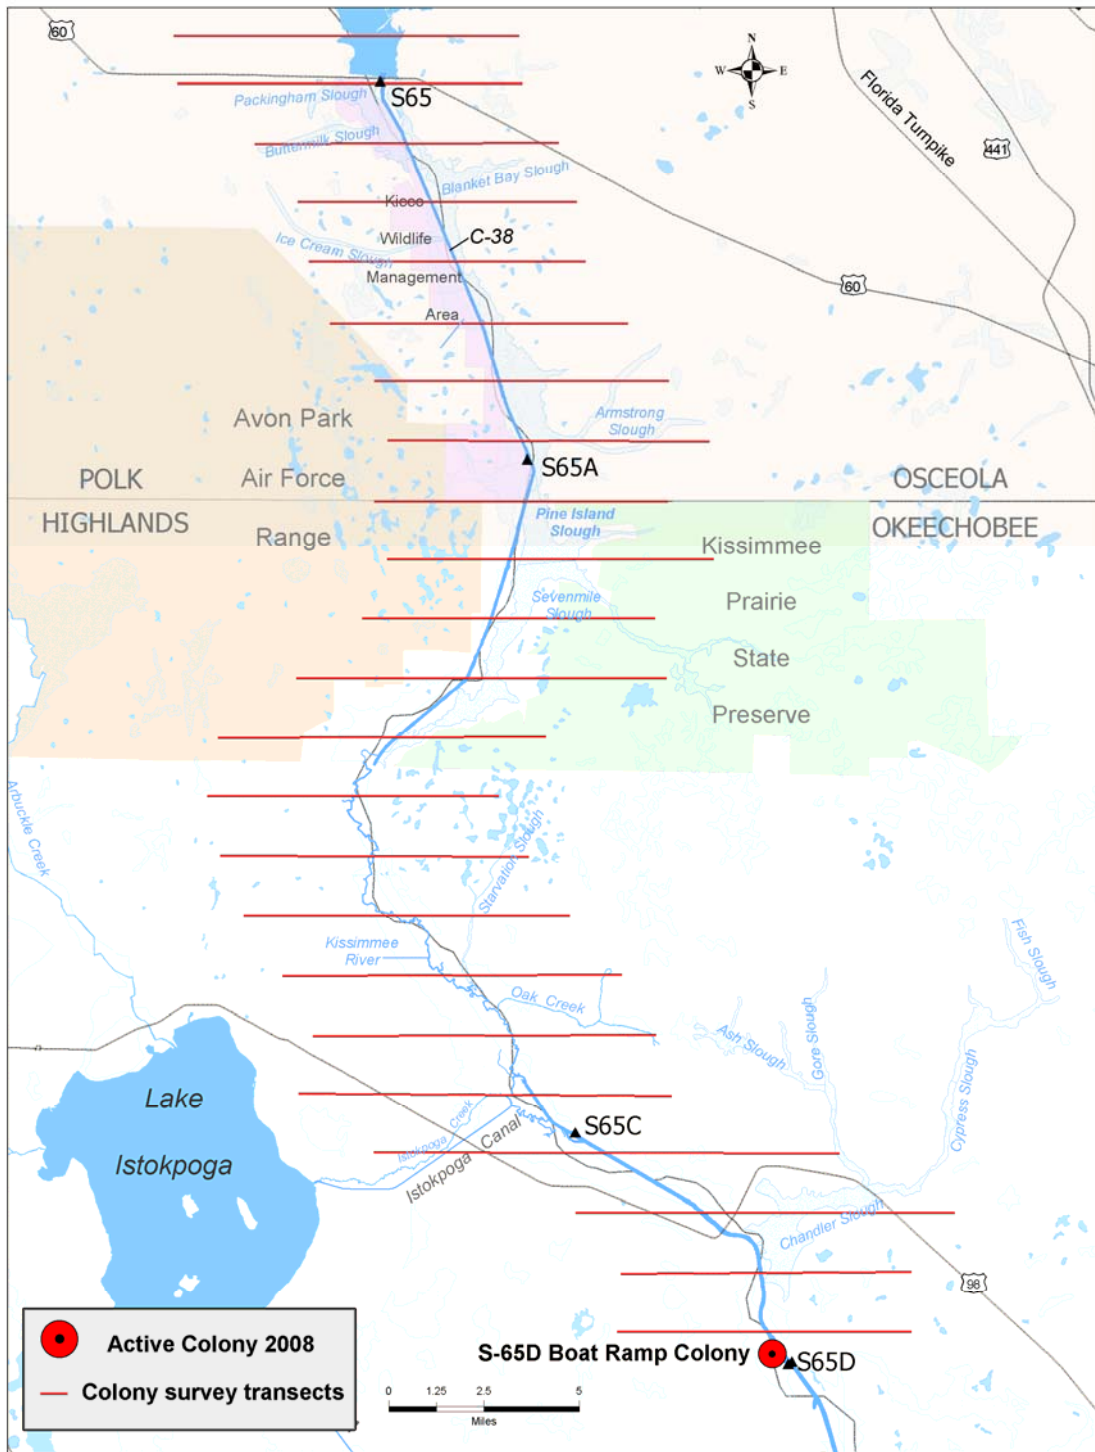 60
N
W E
S
S65
Packingham Slough
Florida Turnpike
Buttermilk Slough
441
Blanket Bay Slough
Kicco
Wildlife
C-38
Ice Cream Slough
Management
60
Area
Avon Park
Armstrong
Slough
S65A
POLK
Air Force
OSCEOLA
HIGHLANDS
Pine Island
Slough
OKEECHOBEE
Range
Kissimmee
Sevenmile
Slough
Prairie
State
Preserve
Arbuckle Creek
Starvation Slough
Kissimmee
River
Fish Slough
Oak Creek
Ash Slough
Gore Slough
Cypress Slough
Lake
Istokpoga
Istokpoga Creek
Istokpoga Canal
S65C
Chandler Slough
98
Active Colony 2008
S-65D Boat Ramp Colony
S65D
Colony survey transects
0 1.25 2.5 5
Miles